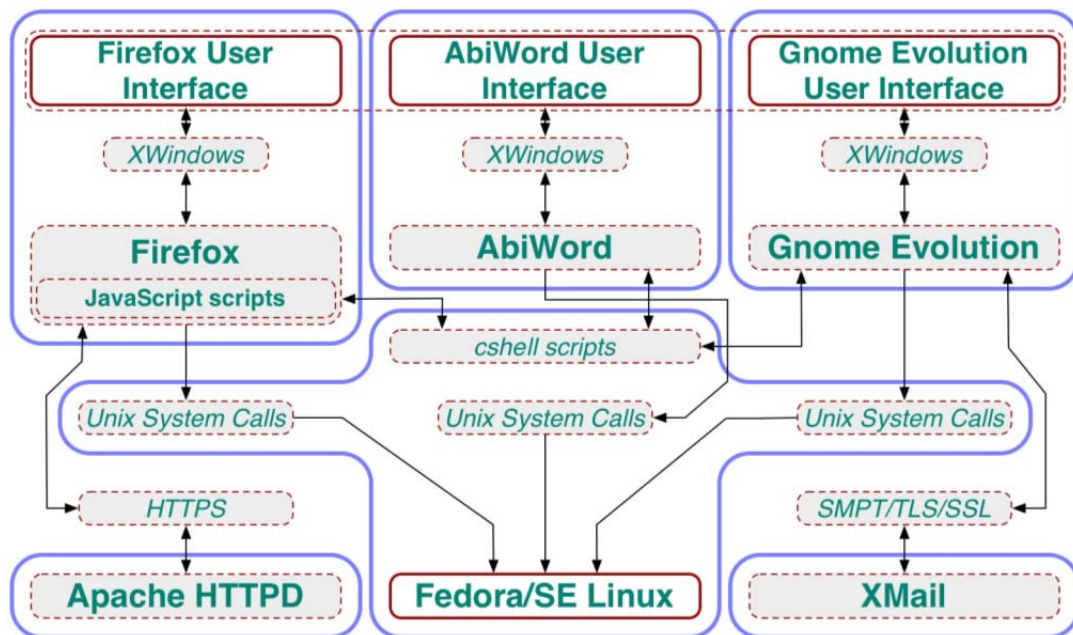 Firefox User
Interface
AbiWord User
Interface
Gnome Evolution
User Interface
XWindows
XWindows
XWindows
Firefox
JavaScript scripts
AbiWord
Gnome Evolution
cshell scripts
Unix System Calls
Unix System Calls
Unix System Calls
HTTPS
SMPT/TLS/SSL
Apache HTTPD
Fedora/SE Linux
XMail